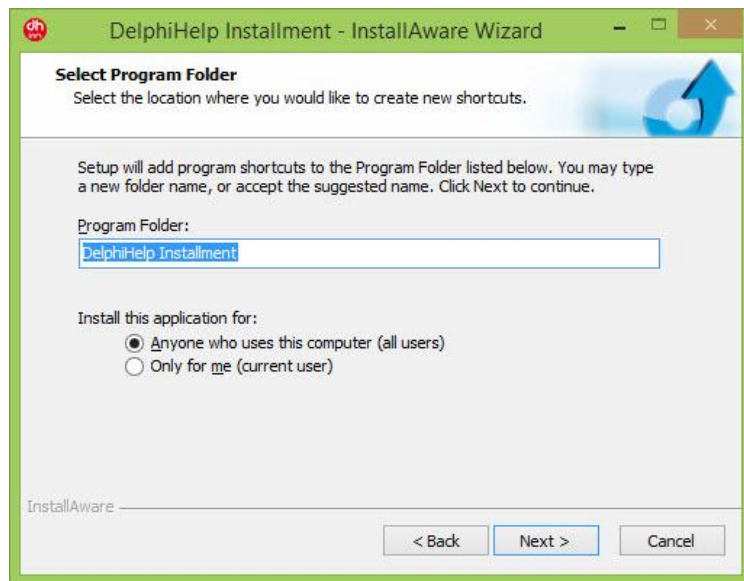 DelphiHelp Installment - InstallAware Wizard
Select Program Folder
Select the location where you would like to create new shortcuts.
Setup will add program shortcuts to the Program Folder listed below. You may type
a new folder name, or accept the suggested name. Click Next to continue.
Program Folder:
DelphiHelp Installment
Install this application for:
Anyone who uses this computer (all users)
Only for me (current user)
InstallAware
< Back Next > Cancel